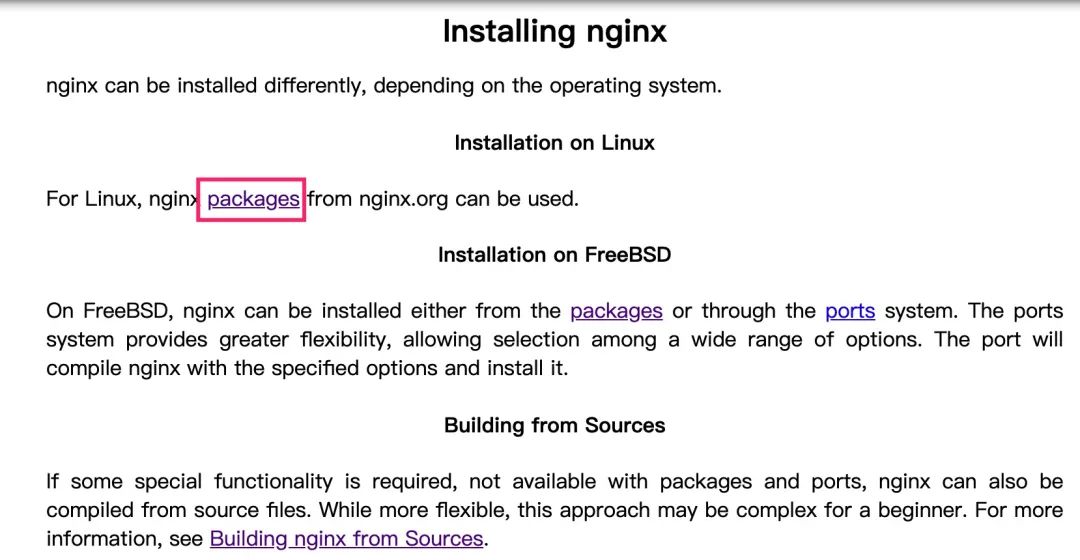 Installing nginx
nginx can be installed differently, depending on the operating system.
Installation on Linux
For Linux, nginx packages from nginx.org can be used.
Installation on FreeBSD
On FreeBSD, nginx can be installed either from the packages or through the ports system. The ports
system provides greater flexibility, allowing selection among a wide range of options. The port will
compile nginx with the specified options and install it.
Building from Sources
If some special functionality is required, not available with packages and ports, nginx can also be
compiled from source files. While more flexible, this approach may be complex for a beginner. For more
information, see Building nginx from Sources.